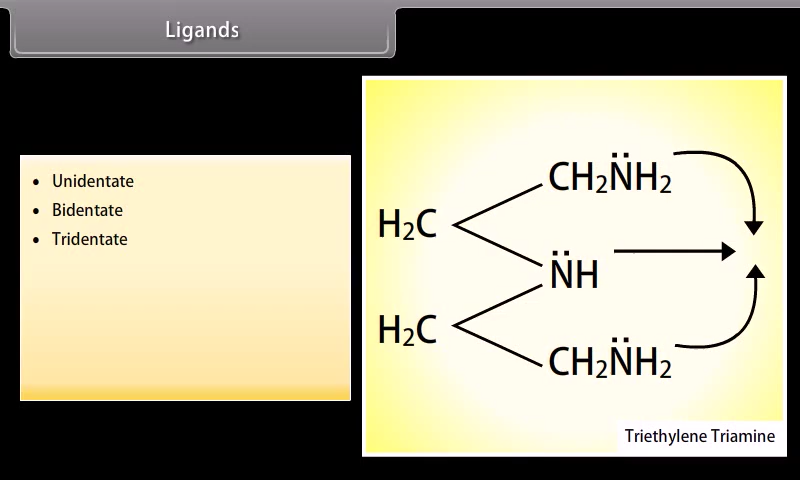 Ligands
• Unidentate
• Bidentate
• Tridentate
CH₂N̈H₂
H₂C
N̈H
H₂C
CH₂N̈H₂
Triethylene Triamine